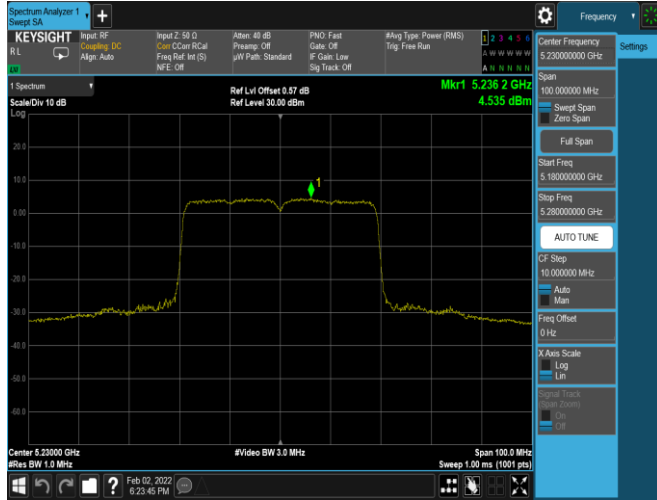 Spectrum Analyzer 1
Swept SA
Frequency
KEYSIGHT
RL
Input: RF
Coupling: DC
Align: Auto
Input Z: 50 Ω
Corr CCorr RCal
Freq Ref: Int (S)
NFE: Off
Atten: 40 dB
Preamp: Off
µW Path: Standard
PNO: Fast
Gate: Off
IF Gain: Low
Sig Track: Off
#Avg Type: Power (RMS)
Trig: Free Run
1 2 3 4 5 6
A W W W W W
A N N N N N
1 Spectrum
Scale/Div 10 dB
Log
Ref Lvl Offset 0.57 dB
Ref Level 30.00 dBm
Mkr1 5.236 2 GHz
4.535 dBm
20.0
10.0
0.00
-10.0
-20.0
-30.0
-40.0
-50.0
-60.0
1
Center 5.23000 GHz
#Res BW 1.0 MHz
#Video BW 3.0 MHz
Span 100.0 MHz
Sweep 1.00 ms (1001 pts)
Feb 02, 2022
6:23:45 PM
Center Frequency
5.230000000 GHz
Settings
Span
100.000000 MHz
Swept Span
Zero Span
Full Span
Start Freq
5.180000000 GHz
Stop Freq
5.280000000 GHz
AUTO TUNE
CF Step
10.000000 MHz
Auto
Man
Freq Offset
0 Hz
X Axis Scale
Log
Lin
Signal Track
(Span Zoom)
On
Off